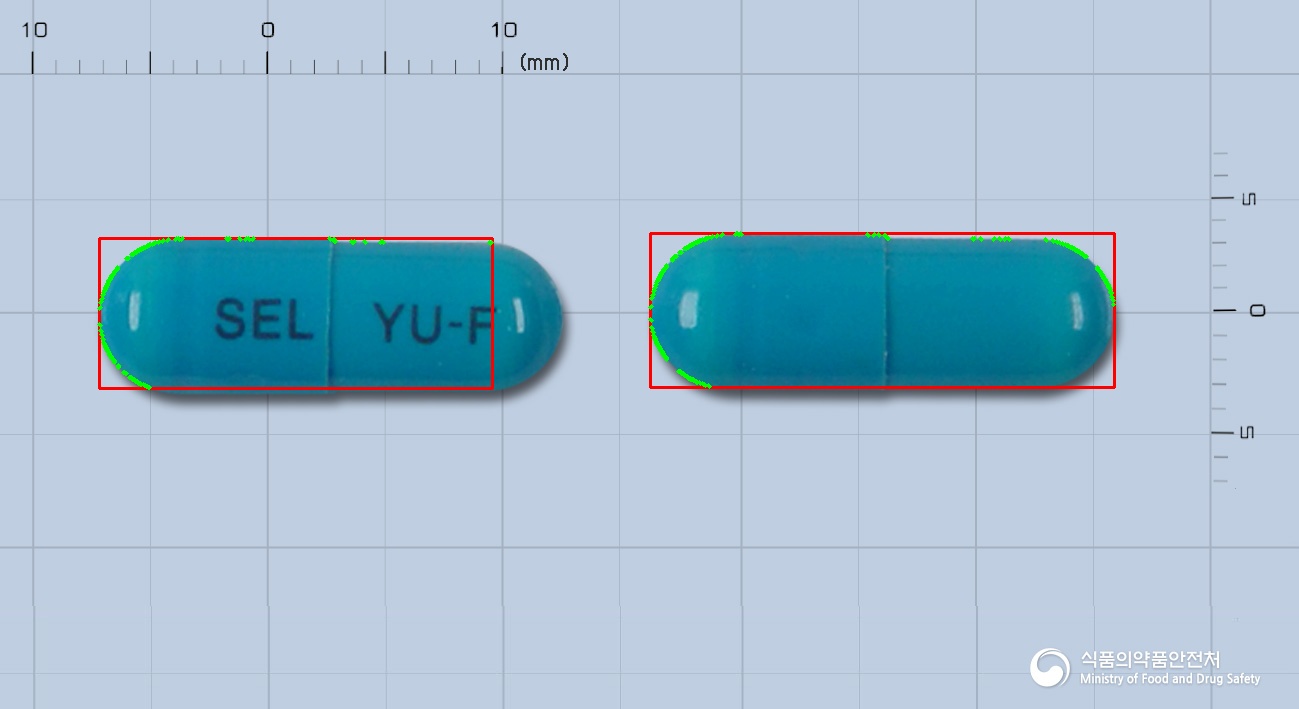 10 0 10
(mm)
5
0
5
SEL YU-F
식품의약품안전처
Ministry of Food and Drug Safety